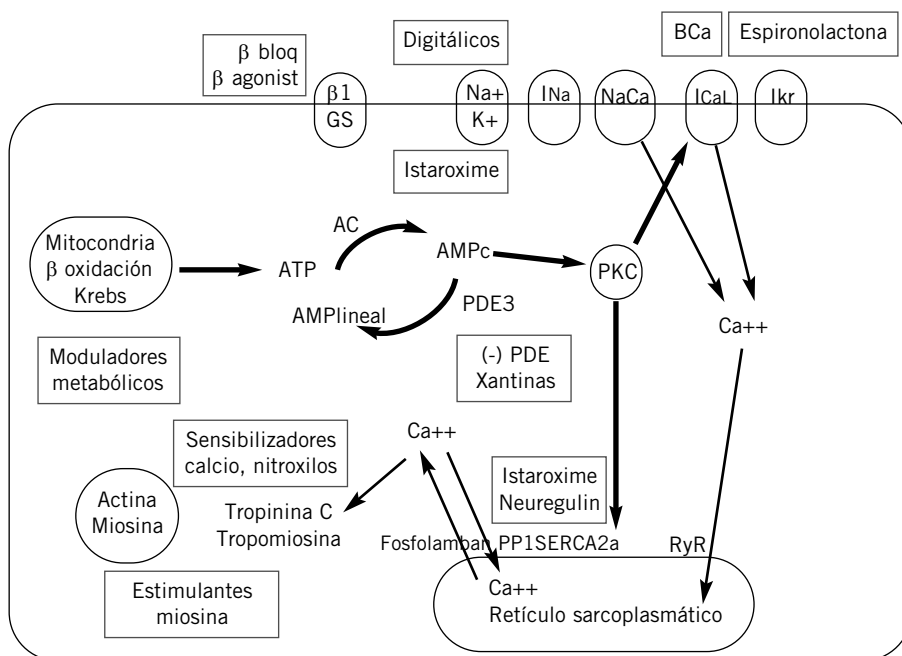 β bloq
β agonist
Digitálicos
BCa
Espironolactona
β1
GS
Na+
K+
INa
NaCa
ICaL
Ikr
Istaroxime
Mitocondria
β oxidación
Krebs
AC
ATP
AMPc
PKC
AMPlineal
PDE3
Ca++
Moduladores
metabólicos
(-) PDE
Xantinas
Sensibilizadores
calcio, nitroxilos
Ca++
Istaroxime
Neuregulin
Actina
Miosina
Tropinina C
Tropomiosina
Fosfolamban PP1SERCA2a
RyR
Estimulantes
miosina
Ca++
Retículo sarcoplasmático